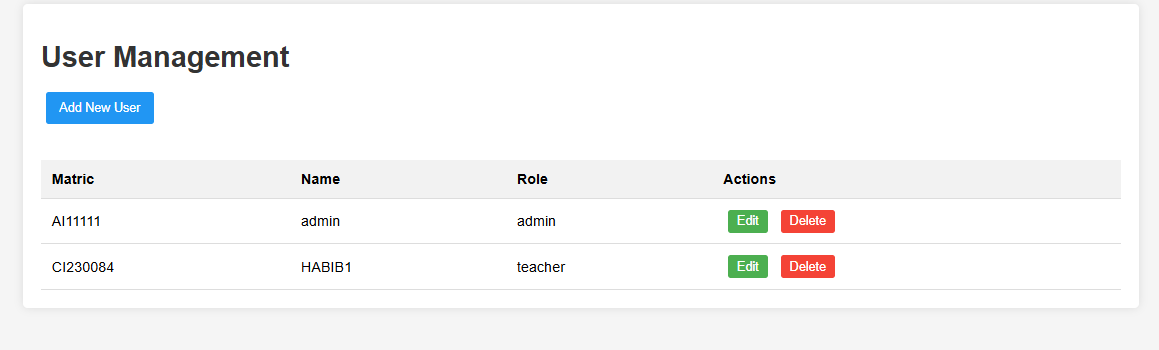 User Management
Add New User
Matric Name Role Actions
AI11111 admin admin Edit Delete
CI230084 HABIB1 teacher Edit Delete